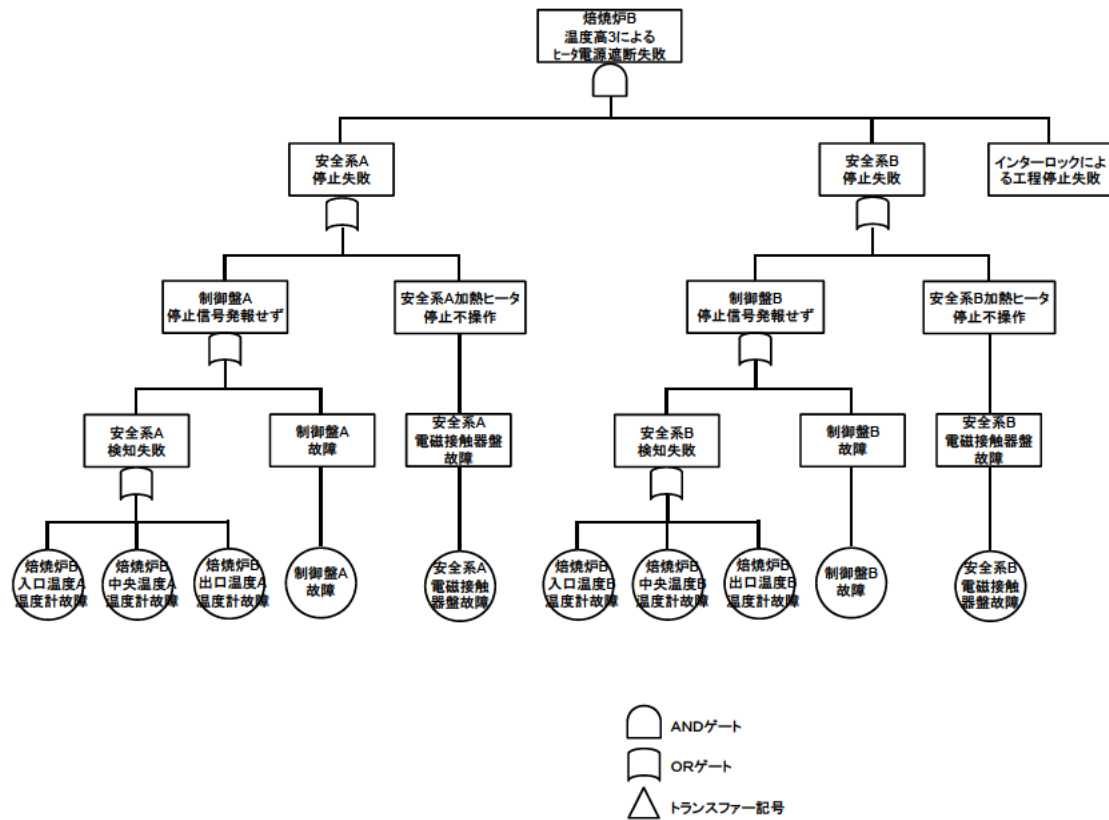 焙焼炉B
温度高3による
ヒータ電源遮断失敗
安全系A
停止失敗
安全系B
停止失敗
インターロックによ
る工程停止失敗
制御盤A
停止信号発報せず
安全系A加熱ヒータ
停止不操作
制御盤B
停止信号発報せず
安全系B加熱ヒータ
停止不操作
安全系A
検知失敗
制御盤A
故障
安全系A
電磁接触器盤
故障
安全系B
検知失敗
制御盤B
故障
安全系B
電磁接触器盤
故障
焙焼炉B
入口温度A
温度計故障
焙焼炉B
中央温度A
温度計故障
焙焼炉B
出口温度A
温度計故障
制御盤A
故障
安全系A
電磁接触
器盤故障
焙焼炉B
入口温度B
温度計故障
焙焼炉B
中央温度B
温度計故障
焙焼炉B
出口温度B
温度計故障
制御盤B
故障
安全系B
電磁接触
器盤故障
ANDゲート
ORゲート
トランスファー記号